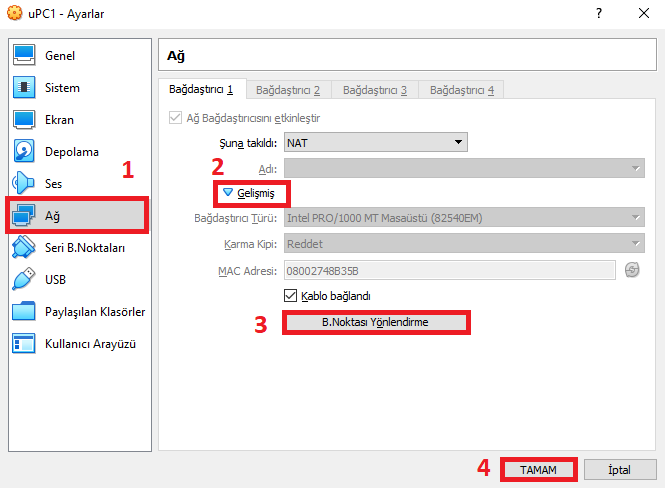 uPC1 - Ayarlar
Genel
Sistem
Ekran
Depolama
Ses
Ağ
Seri B.Noktaları
USB
Paylaşılan Klasörler
Kullanıcı Arayüzü
1
Ağ
Bağdaştırıcı 1 Bağdaştırıcı 2 Bağdaştırıcı 3 Bağdaştırıcı 4
Ağ Bağdaştırıcısını etkinleştir
Şuna takıldı: NAT
2
Adı:
Gelişmiş
Bağdaştırıcı Türü: Intel PRO/1000 MT Masaüstü (82540EM)
Karma Kipi: Reddet
MAC Adresi: 08002748B35B
Kablo bağlandı
3 B.Noktası Yönlendirme
4 TAMAM İptal